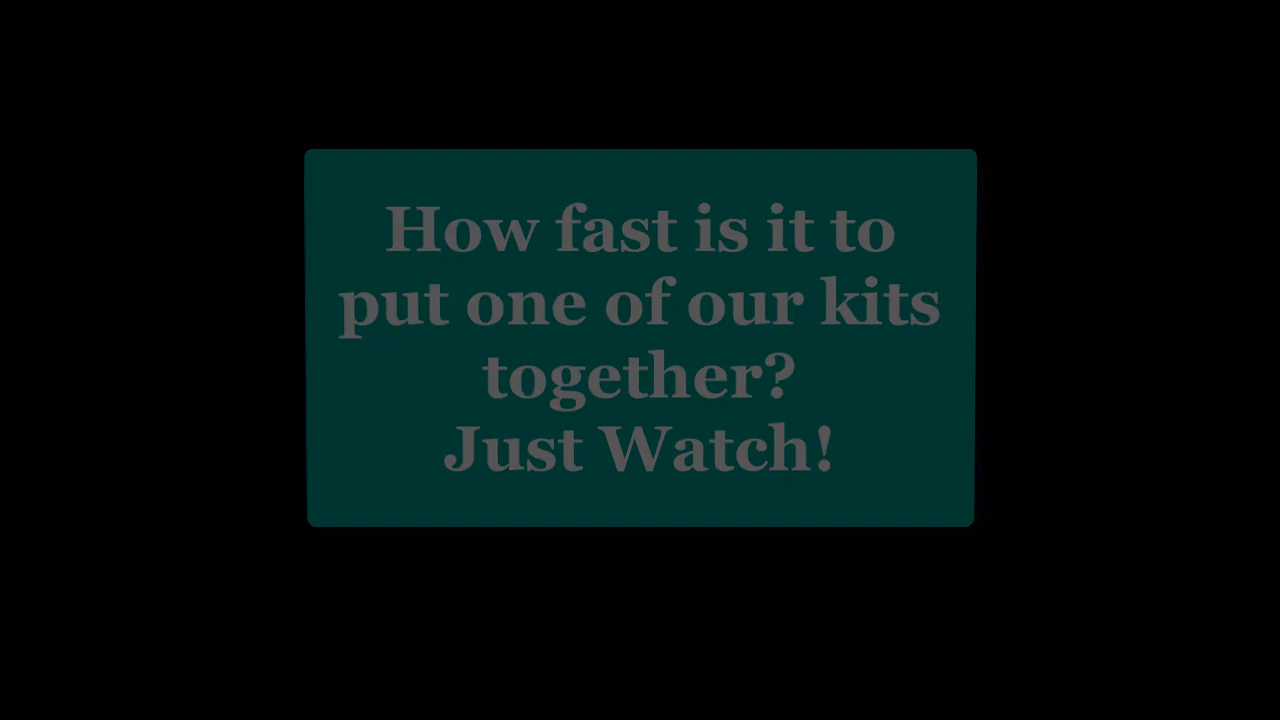 How fast is it to
put one of our kits
together?
Just Watch!